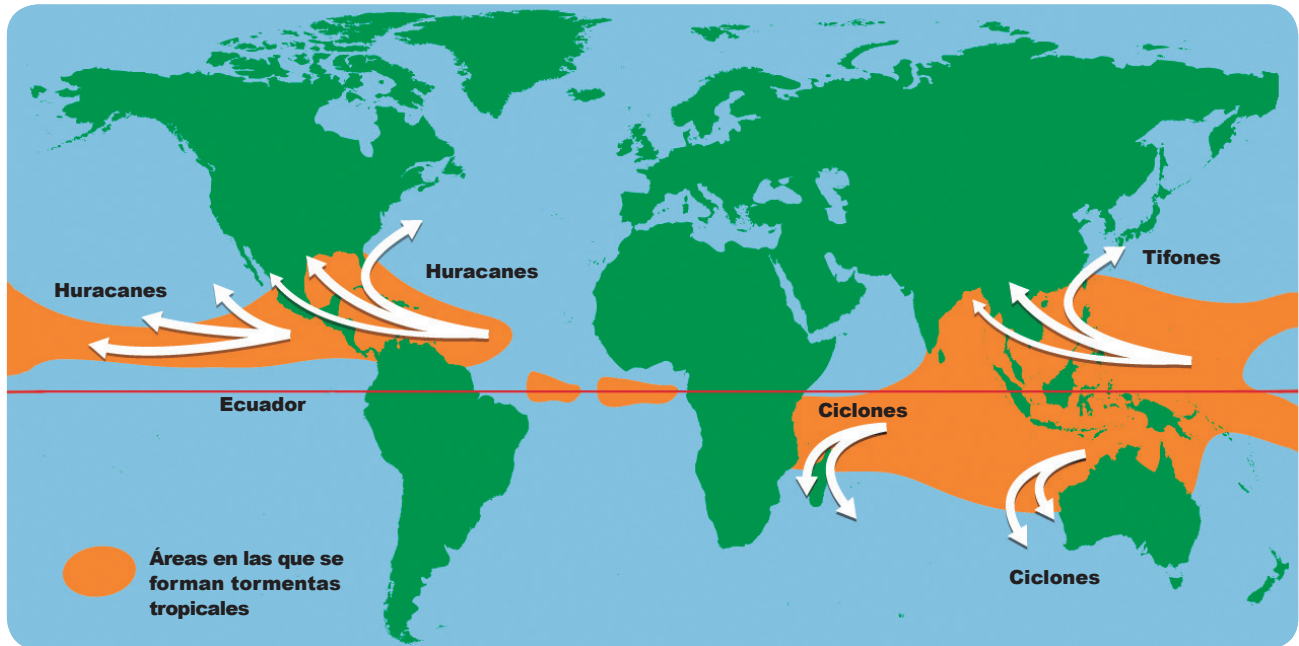 Huracanes
Huracanes
Tifones
Ecuador
Ciclones
Ciclones
Áreas en las que se
forman tormentas
tropicales